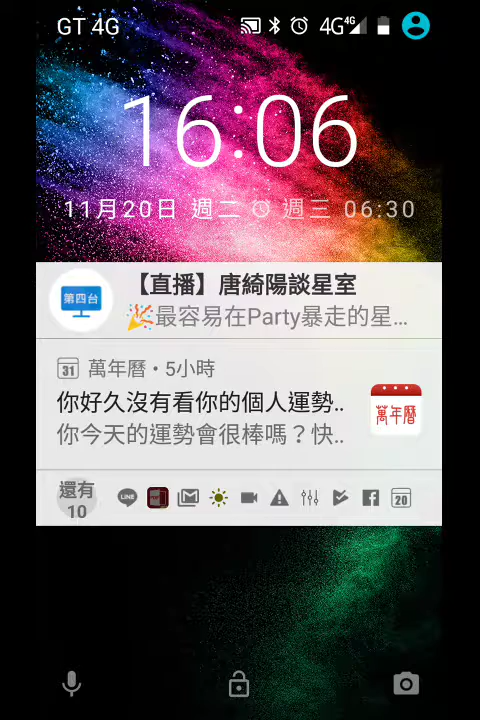 GT 4G 4G 4G
16:06
11月20日 週二 週三 06:30
第四台
【直播】唐綺陽談星室
🎉最容易在Party暴走的星…
31 萬年曆 • 5小時
你好久沒有看你的個人運勢..
萬年曆
你今天的運勢會很棒嗎？快..
還有
10
LINE
20